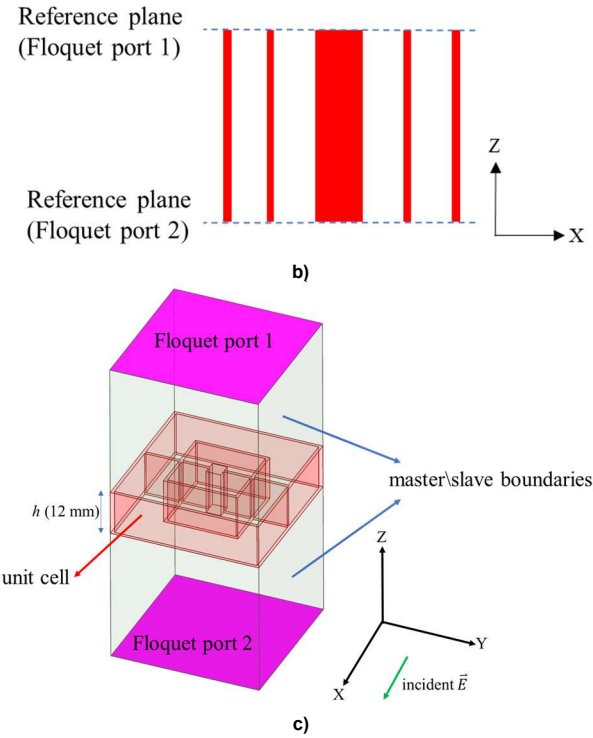 Reference plane
(Floquet port 1)
Z
Reference plane
(Floquet port 2)
X
b)
Floquet port 1
master\slave boundaries
h (12 mm)
Z
unit cell
Floquet port 2
Y
X
incident E⃗
c)